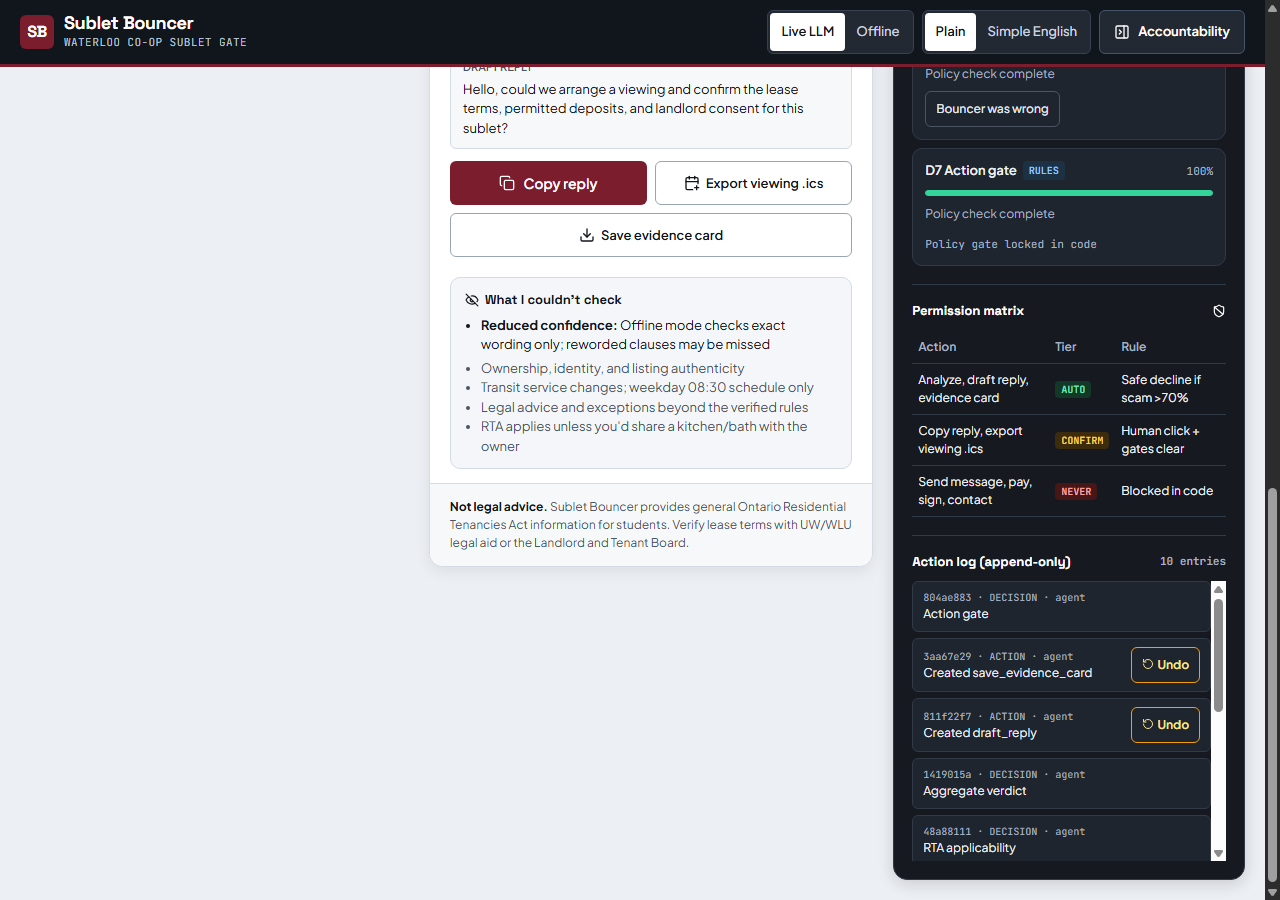 SB
Sublet Bouncer
WATERLOO CO-OP SUBLET GATE
Live LLM
Offline
Plain
Simple English
Accountability
DRAFT REPLY
Hello, could we arrange a viewing and confirm the lease
terms, permitted deposits, and landlord consent for this
sublet?
Copy reply
Export viewing .ics
Save evidence card
What I couldn't check
• Reduced confidence: Offline mode checks exact
wording only; reworded clauses may be missed
• Ownership, identity, and listing authenticity
• Transit service changes; weekday 08:30 schedule only
• Legal advice and exceptions beyond the verified rules
• RTA applies unless you'd share a kitchen/bath with the
owner
Not legal advice. Sublet Bouncer provides general Ontario Residential
Tenancies Act information for students. Verify lease terms with UW/WLU
legal aid or the Landlord and Tenant Board.
Policy check complete
Bouncer was wrong
D7 Action gate RULES 100%
Policy check complete
Policy gate locked in code
Permission matrix
Action Tier Rule
Analyze, draft reply,
evidence card
AUTO
Safe decline if
scam >70%
Copy reply, export
viewing .ics
CONFIRM
Human click +
gates clear
Send message, pay,
sign, contact
NEVER
Blocked in code
Action log (append-only) 10 entries
804ae883 · DECISION · agent
Action gate
3aa67e29 · ACTION · agent
Created save_evidence_card
Undo
811f22f7 · ACTION · agent
Created draft_reply
Undo
1419015a · DECISION · agent
Aggregate verdict
48a88111 · DECISION · agent
RTA applicability